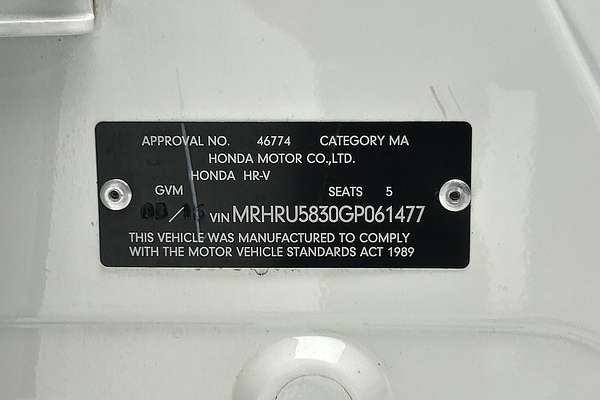 APPROVAL NO. 46774 CATEGORY MA
HONDA MOTOR CO.,LTD.
HONDA HR-V
GVM SEATS 5
VIN MRHRU5830GP061477
THIS VEHICLE WAS MANUFACTURED TO COMPLY
WITH THE MOTOR VEHICLE STANDARDS ACT 1989